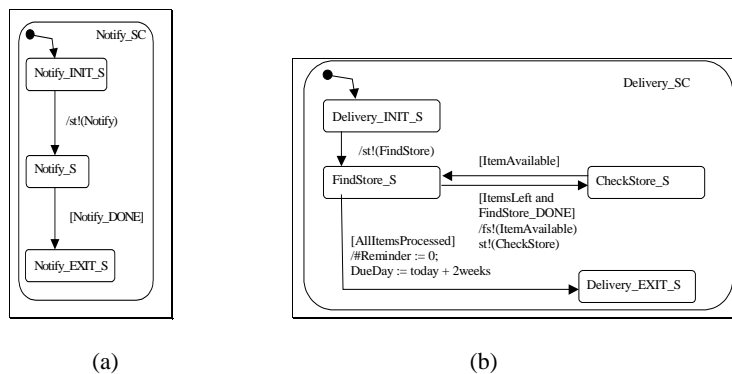 Notify_SC
Notify_INIT_S
/st!(Notify)
Notify_S
[Notify_DONE]
Notify_EXIT_S
(a)
Delivery_SC
Delivery_INIT_S
/st!(FindStore)
[ItemAvailable]
FindStore_S
CheckStore_S
[ItemsLeft and
FindStore_DONE]
/fs!(ItemAvailable)
st!(CheckStore)
[AllItemsProcessed]
/#Reminder := 0;
DueDay := today + 2weeks
Delivery_EXIT_S
(b)